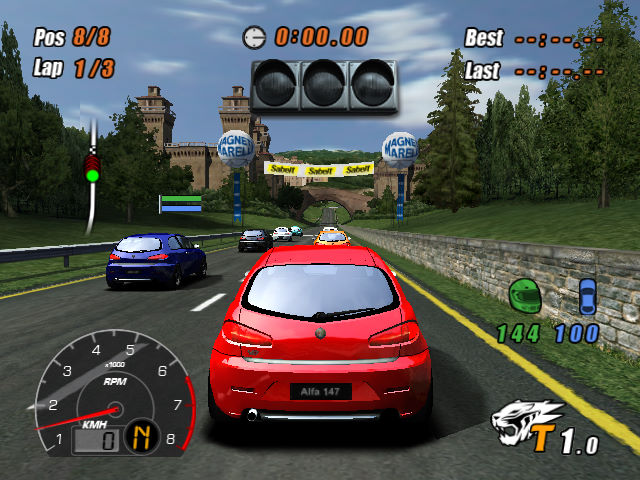 Pos 8/8
0:00.00
Best --:--.--
Lap 1/3
Last --:--.--
MAGNETI MARELLI
MAGNETI MARELLI
Sabelt Sabelt Sabelt
144 100
Alfa 147
1 2 3 4 5 6 7 8
x1000
RPM
KMH
0
N
T 1.0